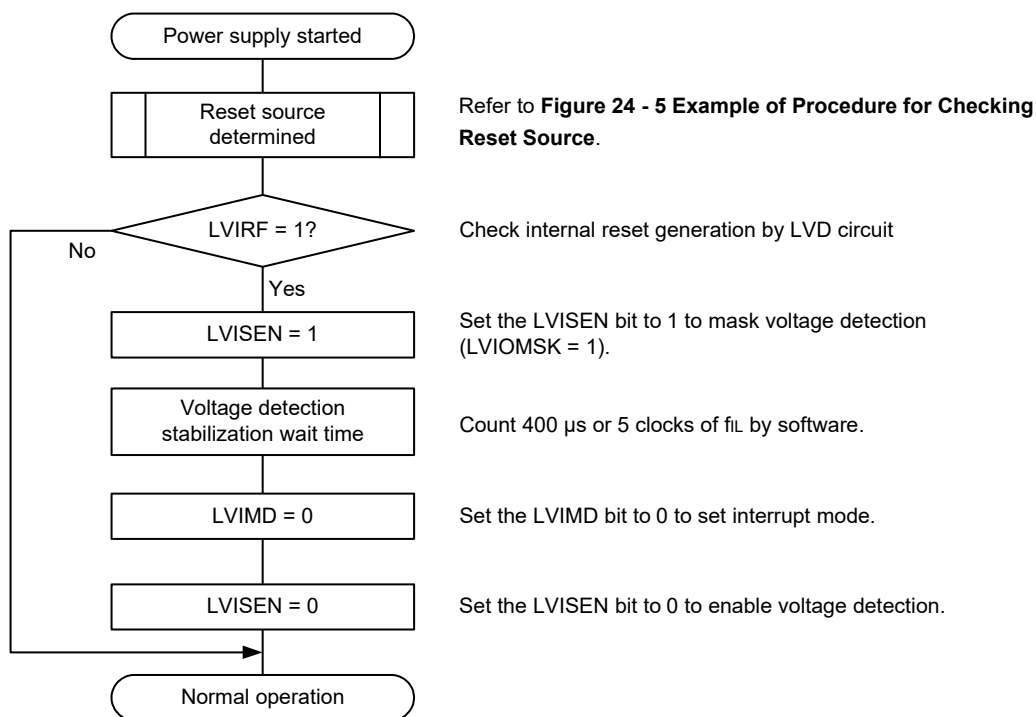 Power supply started
Reset source
determined
Refer to Figure 24 - 5 Example of Procedure for Checking
Reset Source.
LVIRF = 1?
Check internal reset generation by LVD circuit
No
Yes
LVISEN = 1
Set the LVISEN bit to 1 to mask voltage detection
(LVIOMSK = 1).
Voltage detection
stabilization wait time
Count 400 μs or 5 clocks of fIL by software.
LVIMD = 0
Set the LVIMD bit to 0 to set interrupt mode.
LVISEN = 0
Set the LVISEN bit to 0 to enable voltage detection.
Normal operation